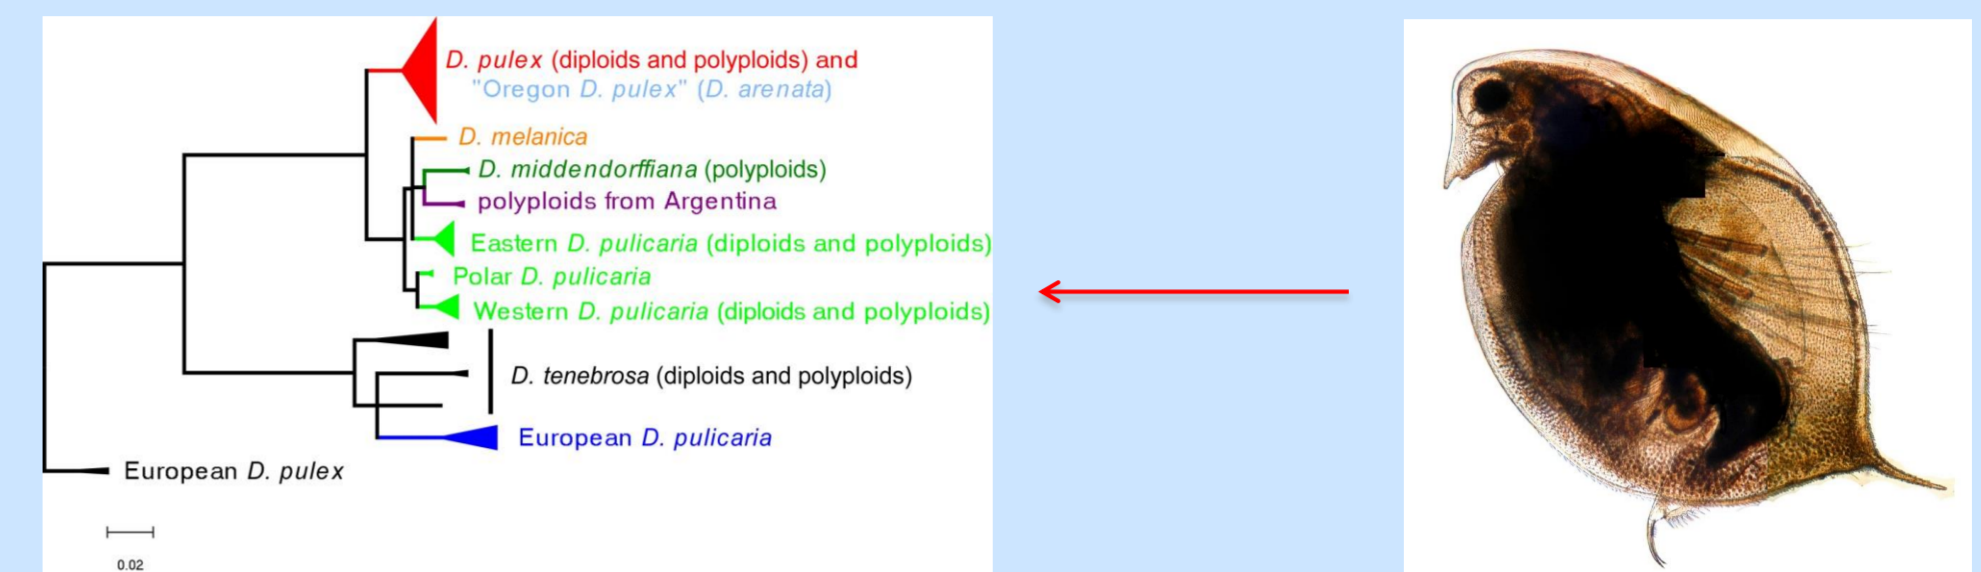 D. pulex (diploids and polyploids) and
"Oregon D. pulex" (D. arenata)
D. melanica
D. middendorffiana (polyploids)
polyploids from Argentina
Eastern D. pulicaria (diploids and polyploids)
Polar D. pulicaria
Western D. pulicaria (diploids and polyploids)
D. tenebrosa (diploids and polyploids)
European D. pulicaria
European D. pulex
0.02